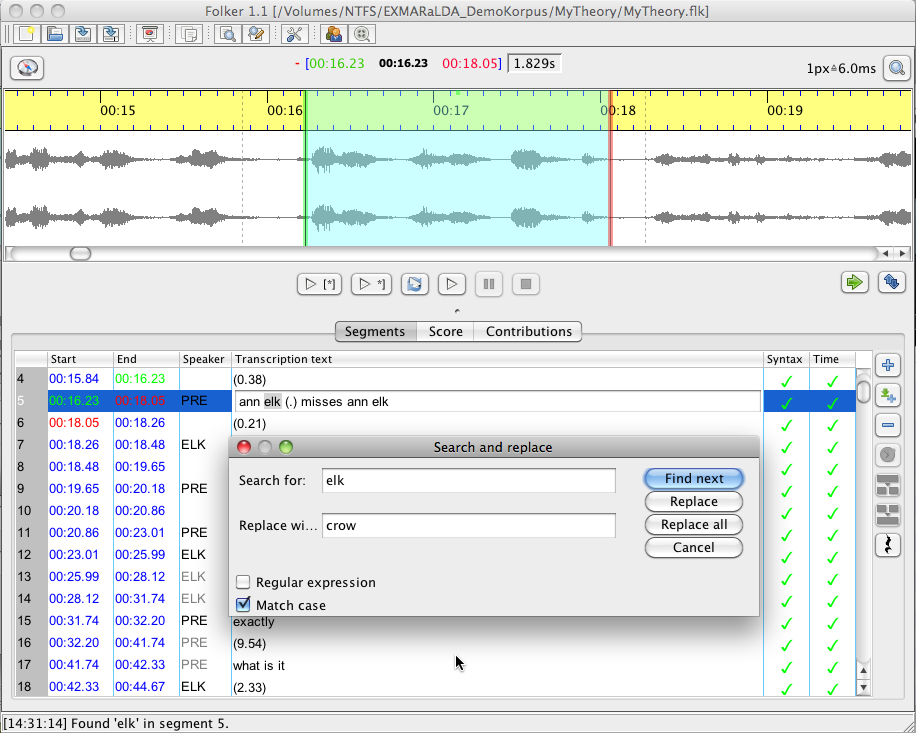 Folker 1.1 [/Volumes/NTFS/EXMARaLDA_DemoKorpus/MyTheory/MyTheory.flk]
- [00:16.23 00:16.23 00:18.05] 1.829s
1px≙6.0ms
00:15 00:16 00:17 00:18 00:19
[*] *]
Segments Score Contributions
Start End Speaker Transcription text Syntax Time
4 00:15.84 00:16.23 (0.38)
5 00:16.23 00:18.05 PRE ann elk (.) misses ann elk
6 00:18.05 00:18.26 (0.21)
7 00:18.26 00:18.48 ELK
8 00:18.48 00:19.65
9 00:19.65 00:20.18 PRE
10 00:20.18 00:20.86
11 00:20.86 00:23.01 PRE
12 00:23.01 00:25.99 ELK
13 00:25.99 00:28.12 ELK
14 00:28.12 00:31.74 ELK
15 00:31.74 00:32.20 PRE exactly
16 00:32.20 00:41.74 PRE (9.54)
17 00:41.74 00:42.33 PRE what is it
18 00:42.33 00:44.67 ELK (2.33)
Search and replace
Search for: elk
Find next
Replace
Replace wi... crow
Replace all
Cancel
Regular expression
Match case
[14:31:14] Found 'elk' in segment 5.